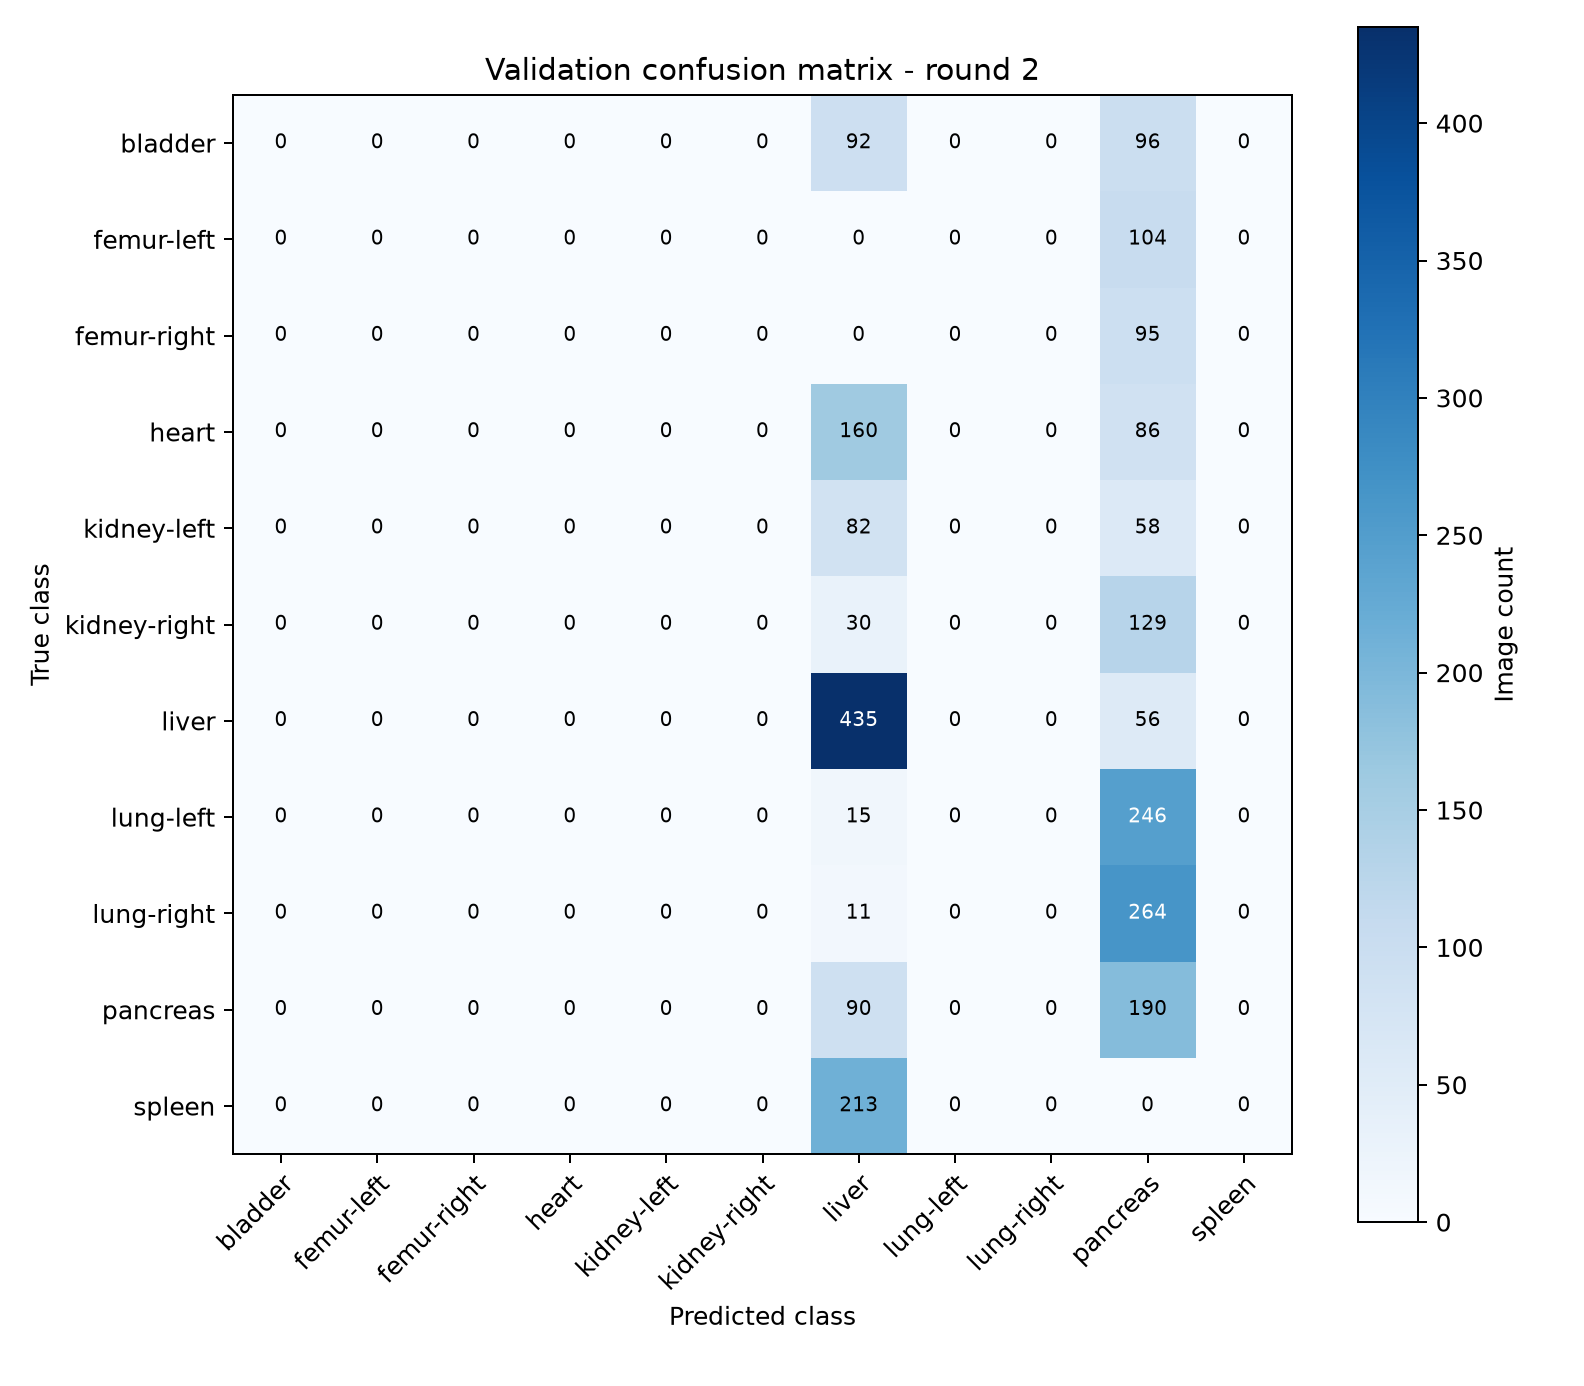 Validation confusion matrix - round 2
bladder 0 0 0 0 0 0 92 0 0 96 0
femur-left 0 0 0 0 0 0 0 0 0 104 0
femur-right 0 0 0 0 0 0 0 0 0 95 0
heart 0 0 0 0 0 0 160 0 0 86 0
kidney-left 0 0 0 0 0 0 82 0 0 58 0
kidney-right 0 0 0 0 0 0 30 0 0 129 0
liver 0 0 0 0 0 0 435 0 0 56 0
lung-left 0 0 0 0 0 0 15 0 0 246 0
lung-right 0 0 0 0 0 0 11 0 0 264 0
pancreas 0 0 0 0 0 0 90 0 0 190 0
spleen 0 0 0 0 0 0 213 0 0 0 0
bladder femur-left femur-right heart kidney-left kidney-right liver lung-left lung-right pancreas spleen
Predicted class
True class
400
350
300
250
200
150
100
50
0
Image count